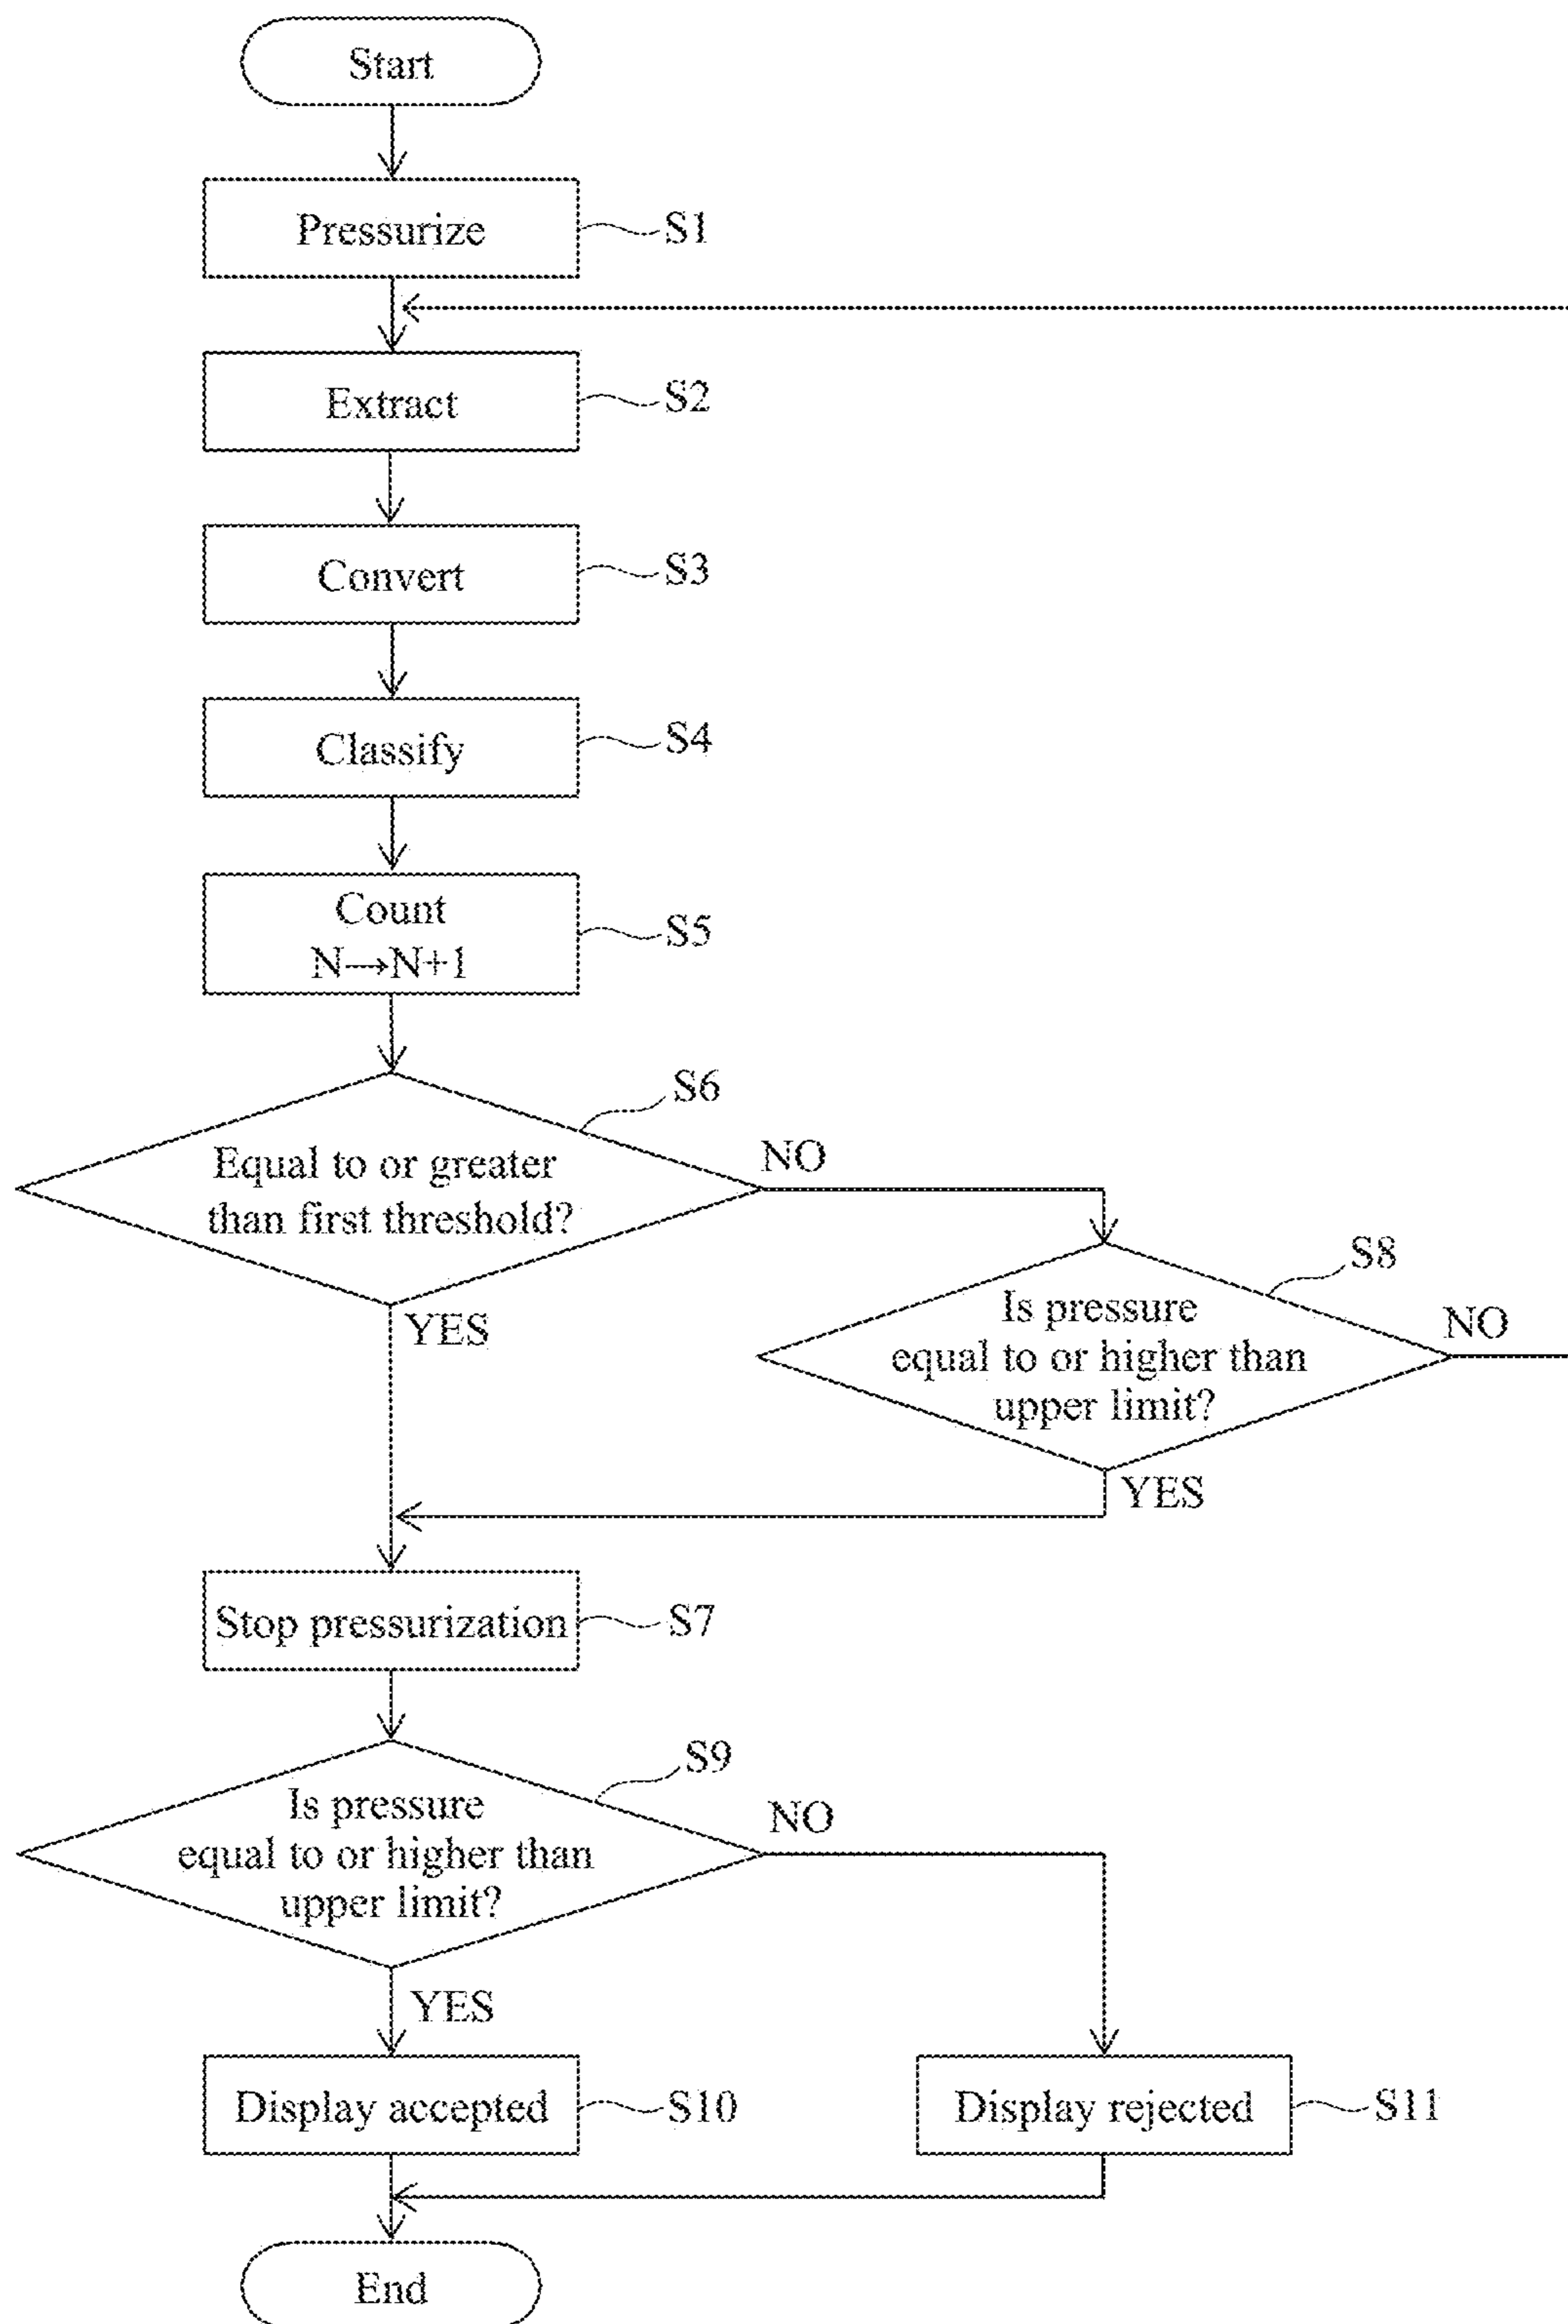 Start
Pressurize
S1
Extract
S2
Convert
S3
Classify
S4
Count
N→N+1
S5
S6
Equal to or greater
than first threshold?
NO
YES
S8
Is pressure
equal to or higher than
upper limit?
NO
YES
Stop pressurization
S7
S9
Is pressure
equal to or higher than
upper limit?
NO
YES
Display accepted
S10
Display rejected
S11
End